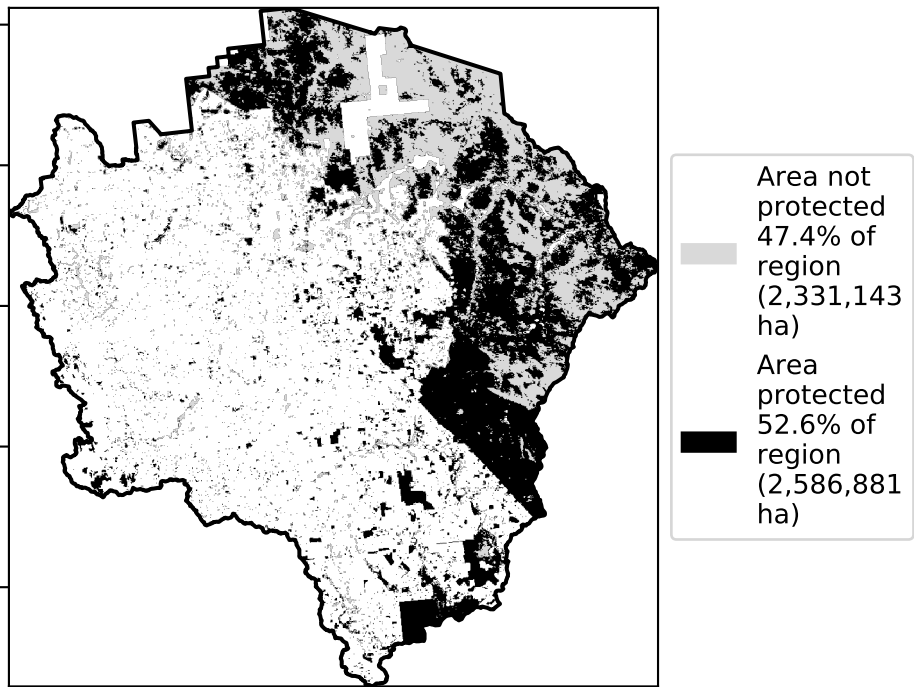 Area not
protected
47.4% of
region
(2,331,143
ha)
Area
protected
52.6% of
region
(2,586,881
ha)